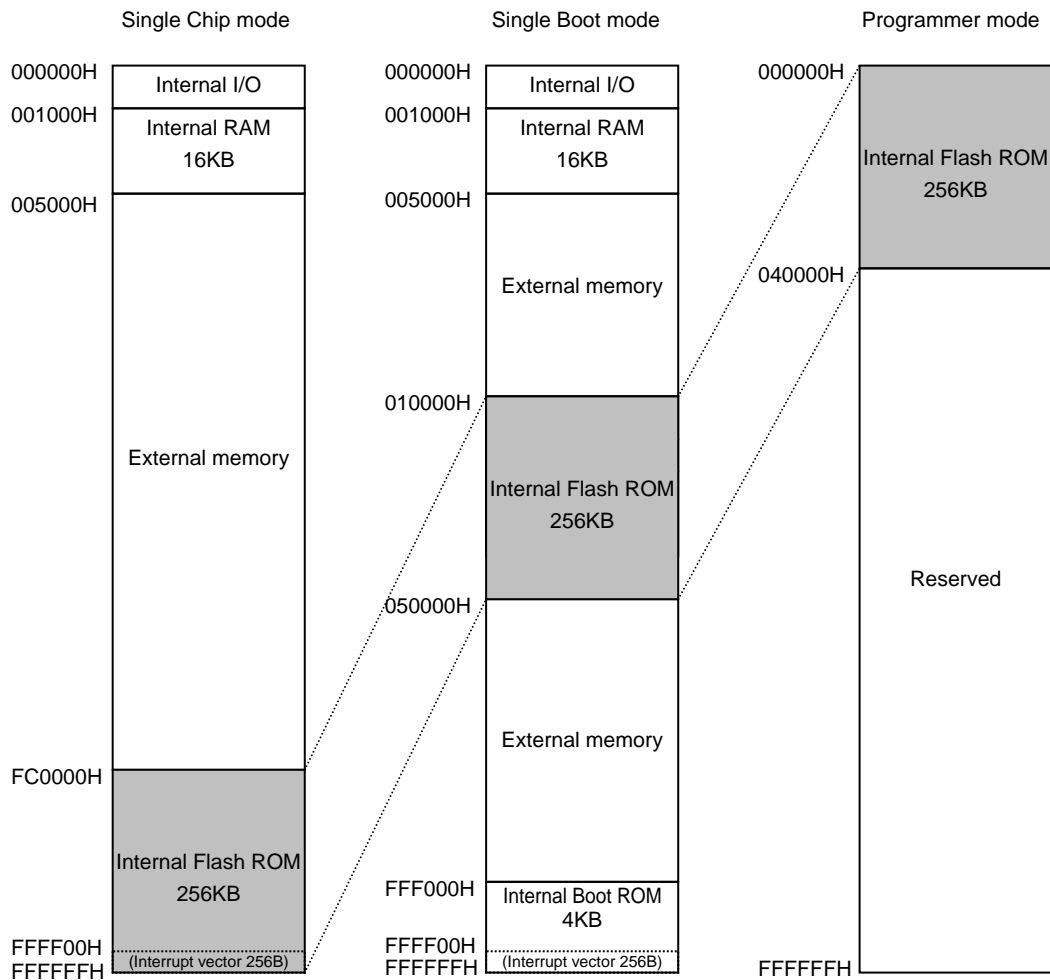 Single Chip mode
000000H
Internal I/O
001000H
Internal RAM
16KB
005000H
External memory
FC0000H
Internal Flash ROM
256KB
FFFF00H
(Interrupt vector 256B)
FFFFFFH
Single Boot mode
000000H
Internal I/O
001000H
Internal RAM
16KB
005000H
External memory
010000H
Internal Flash ROM
256KB
050000H
External memory
FFF000H
Internal Boot ROM
4KB
FFFF00H
(Interrupt vector 256B)
FFFFFFH
Programmer mode
000000H
Internal Flash ROM
256KB
040000H
Reserved
FFFFFFH